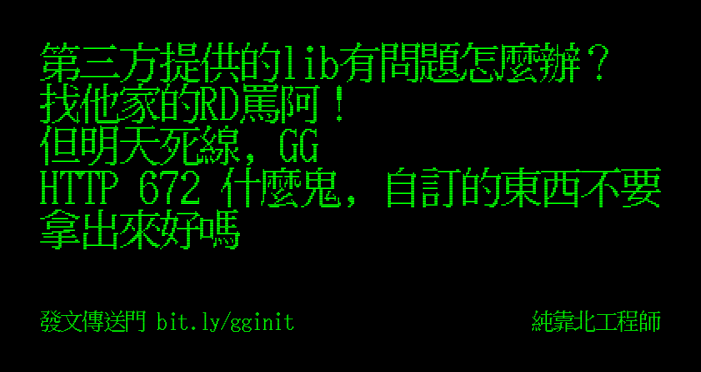 第三方提供的lib有問題怎麼辦？
找他家的RD罵阿！
但明天死線, GG
HTTP 672 什麼鬼, 自訂的東西不要
拿出來好嗎
發文傳送門 bit.ly/gginit
純靠北工程師